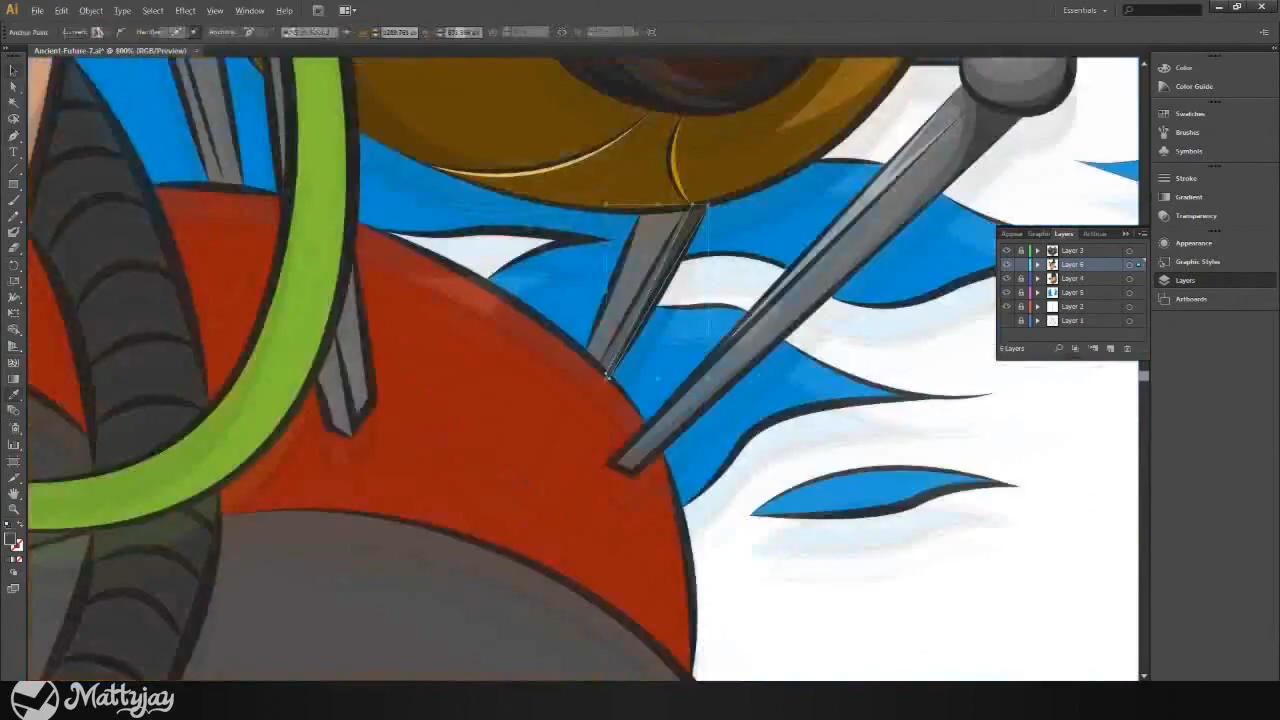 Ai File Edit Object Type Select Effect View Window Help Essentials
Anchor Point
Ancient-Future-7.ai* @ 800% (RGB/Preview)
Color
Color Guide
Swatches
Brushes
Symbols
Stroke
Gradient
Transparency
Appearance
Graphic Styles
Layers
Artboards
Appear Graphic Layers
Layer 3
Layer 6
Layer 4
Layer 5
Layer 2
Layer 1
6 Layers
Mattyjay